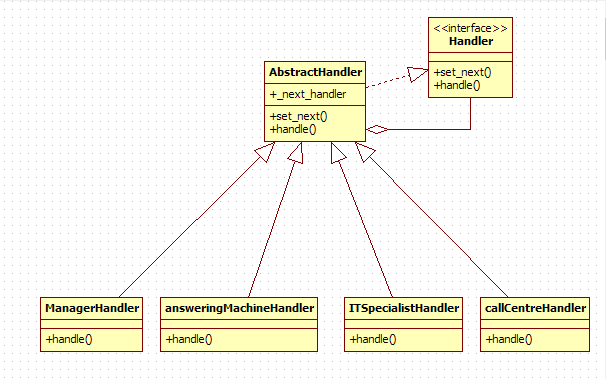 <<interface>>
Handler
+set_next()
+handle()
AbstractHandler
+_next_handler
+set_next()
+handle()
ManagerHandler
+handle()
answeringMachineHandler
+handle()
ITSpecialistHandler
+handle()
callCentreHandler
+handle()